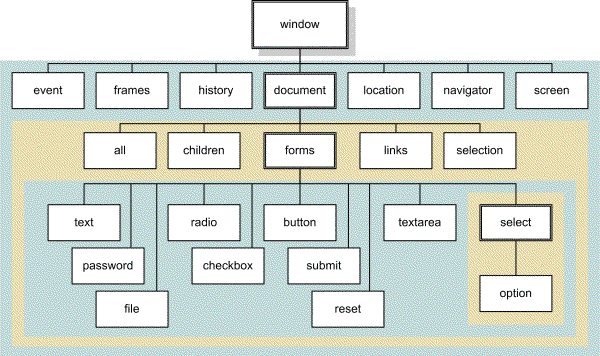 window
event
frames
history
document
location
navigator
screen
all
children
forms
links
selection
text
radio
button
textarea
select
password
checkbox
submit
option
file
reset